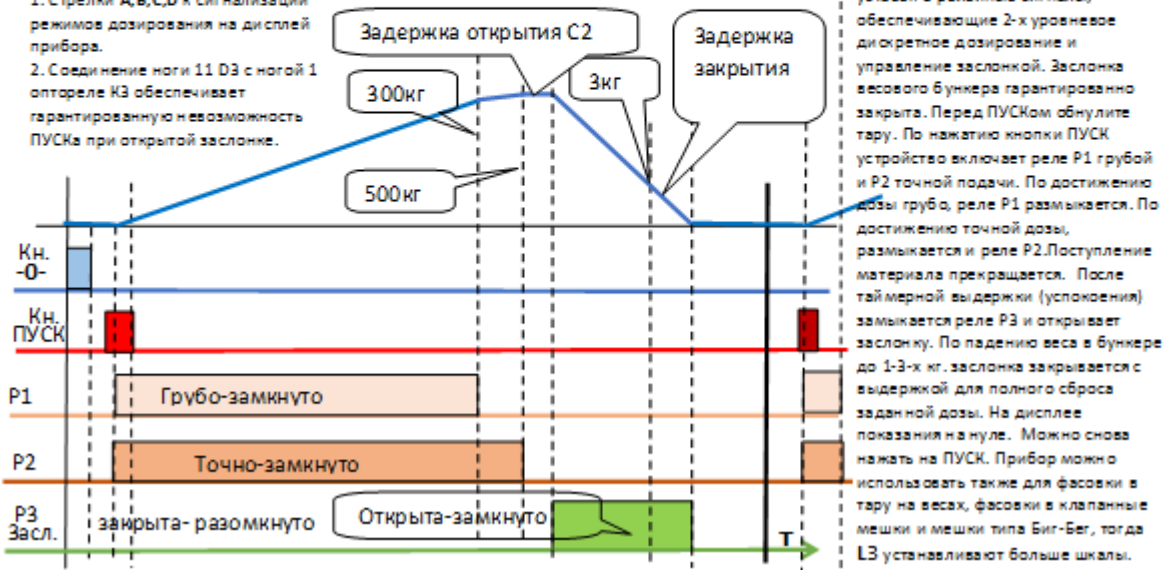 1. Стрелки А,В,С,D к сигнализации
режимов дозирования на дисплей
прибора.
2. Соединение ноги 11 D3 с ногой 1
оптореле К3 обеспечивает
гарантированную невозможность
ПУСКа при открытой заслонке.
Задержка открытия С2
300кг
500кг
3кг
Задержка
закрытия
Кн.
-0-
Кн.
ПУСК
Р1
Грубо-замкнуто
Р2
Точно-замкнуто
Р3
Засл.
закрыта- разомкнуто
Открыта-замкнуто
Т
обеспечивающие 2-х уровневое
дискретное дозирование и
управление заслонкой. Заслонка
весового бункера гарантированно
закрыта. Перед ПУСКом обнулите
тару. По нажатию кнопки ПУСК
устройство включает реле Р1 грубой
и Р2 точной подачи. По достижению
дозы грубо, реле Р1 размыкается. По
достижению точной дозы,
размыкается и реле Р2.Поступление
материала прекращается. После
таймерной выдержки (успокоения)
замыкается реле Р3 и открывает
заслонку. По падению веса в бункере
до 1-3-х кг. заслонка закрывается с
выдержкой для полного сброса
заданной дозы. На дисплее
показания на нуле. Можно снова
нажать на ПУСК. Прибор можно
использовать также для фасовки в
тару на весах, фасовки в клапанные
мешки и мешки типа Биг-Бег, тогда
L3 устанавливают больше шкалы.